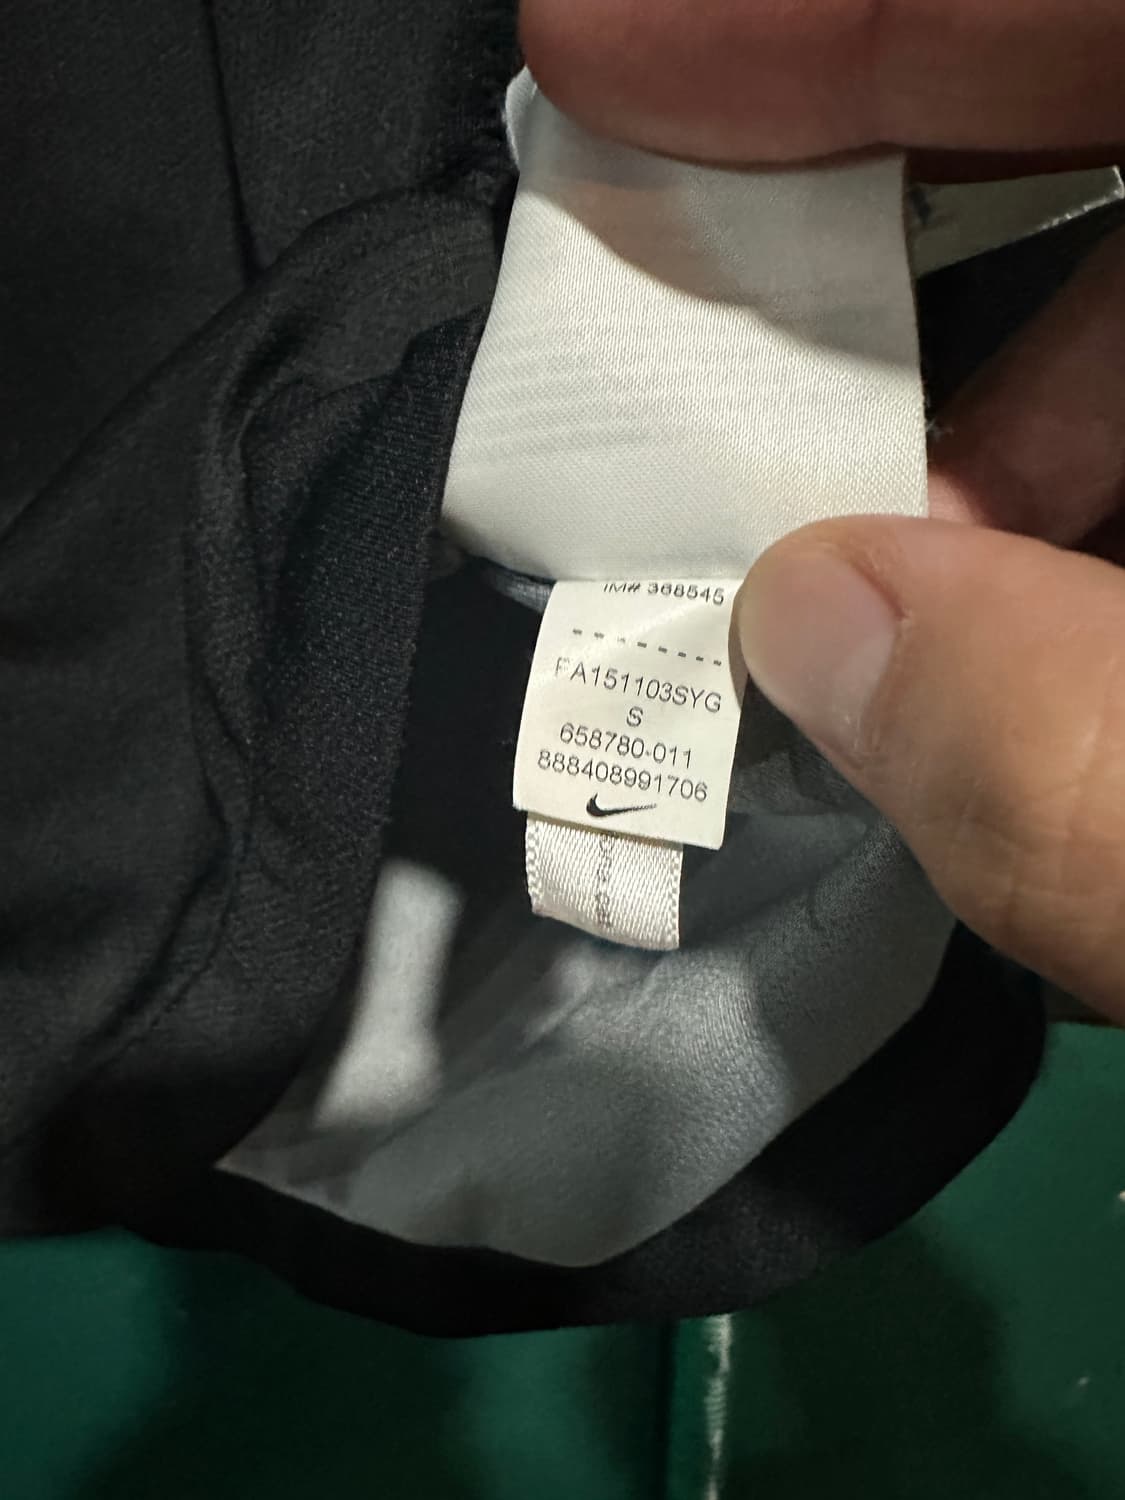 IM# 368545
--------
FA151103SYG
S
658780-011
888408991706